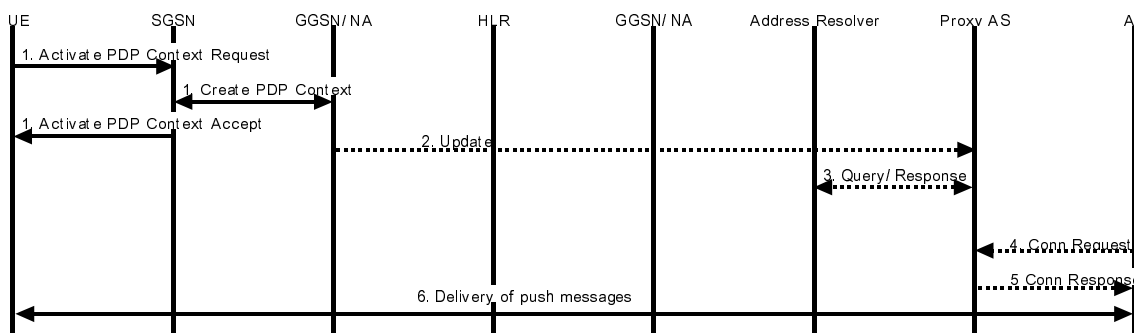 UE SGSN GGSN/NA HLR GGSN/NA Address Resolver Proxy AS A
1. Activate PDP Context Request
1. Create PDP Context
1. Activate PDP Context Accept
2. Update
3. Query/Response
4. Conn Request
5 Conn Response
6. Delivery of push messages